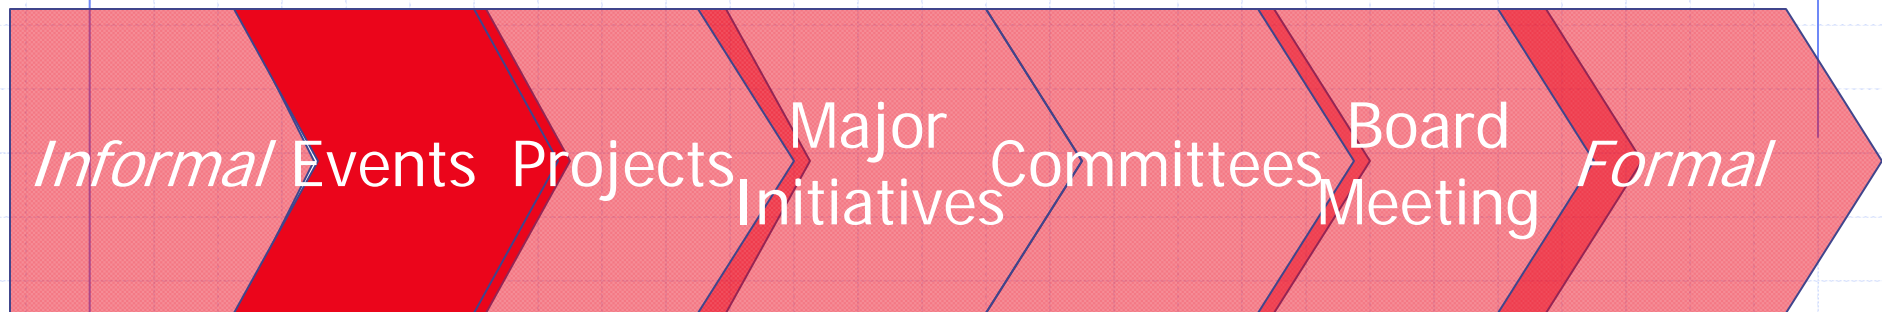 Informal
Events
Projects
Major
Initiatives
Committees
Board
Meeting
Formal